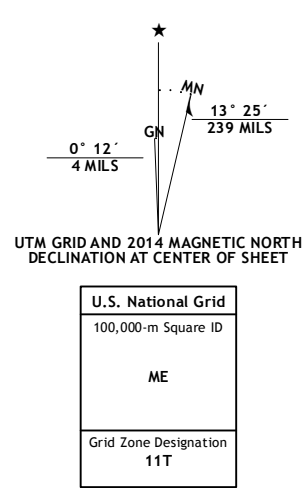 ★
MN
GN
13° 25´
239 MILS
0° 12´
4 MILS
UTM GRID AND 2014 MAGNETIC NORTH
DECLINATION AT CENTER OF SHEET
U.S. National Grid
100,000-m Square ID
ME
Grid Zone Designation
11T